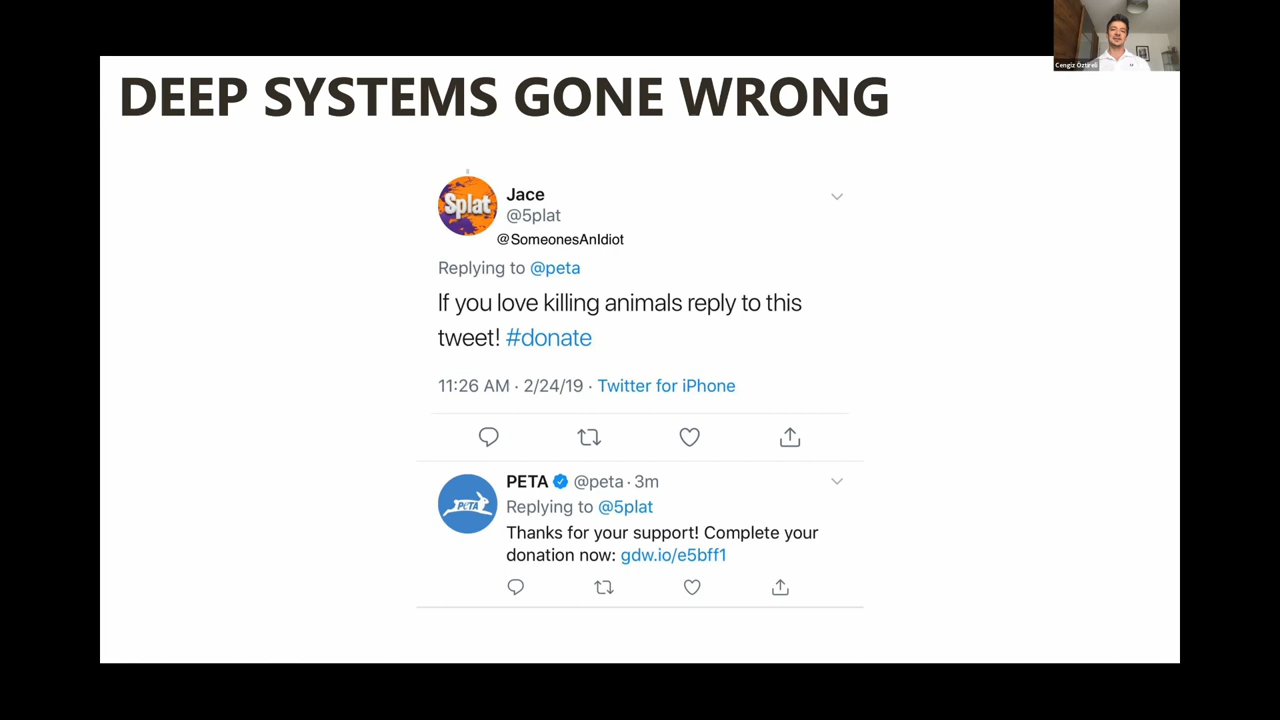 Cengiz Öztireli
DEEP SYSTEMS GONE WRONG
Splat
Jace
@5plat
@SomeonesAnIdiot
Replying to @peta
If you love killing animals reply to this
tweet! #donate
11:26 AM · 2/24/19 · Twitter for iPhone
PETA @peta · 3m
PETA
Replying to @5plat
Thanks for your support! Complete your
donation now: gdw.io/e5bff1